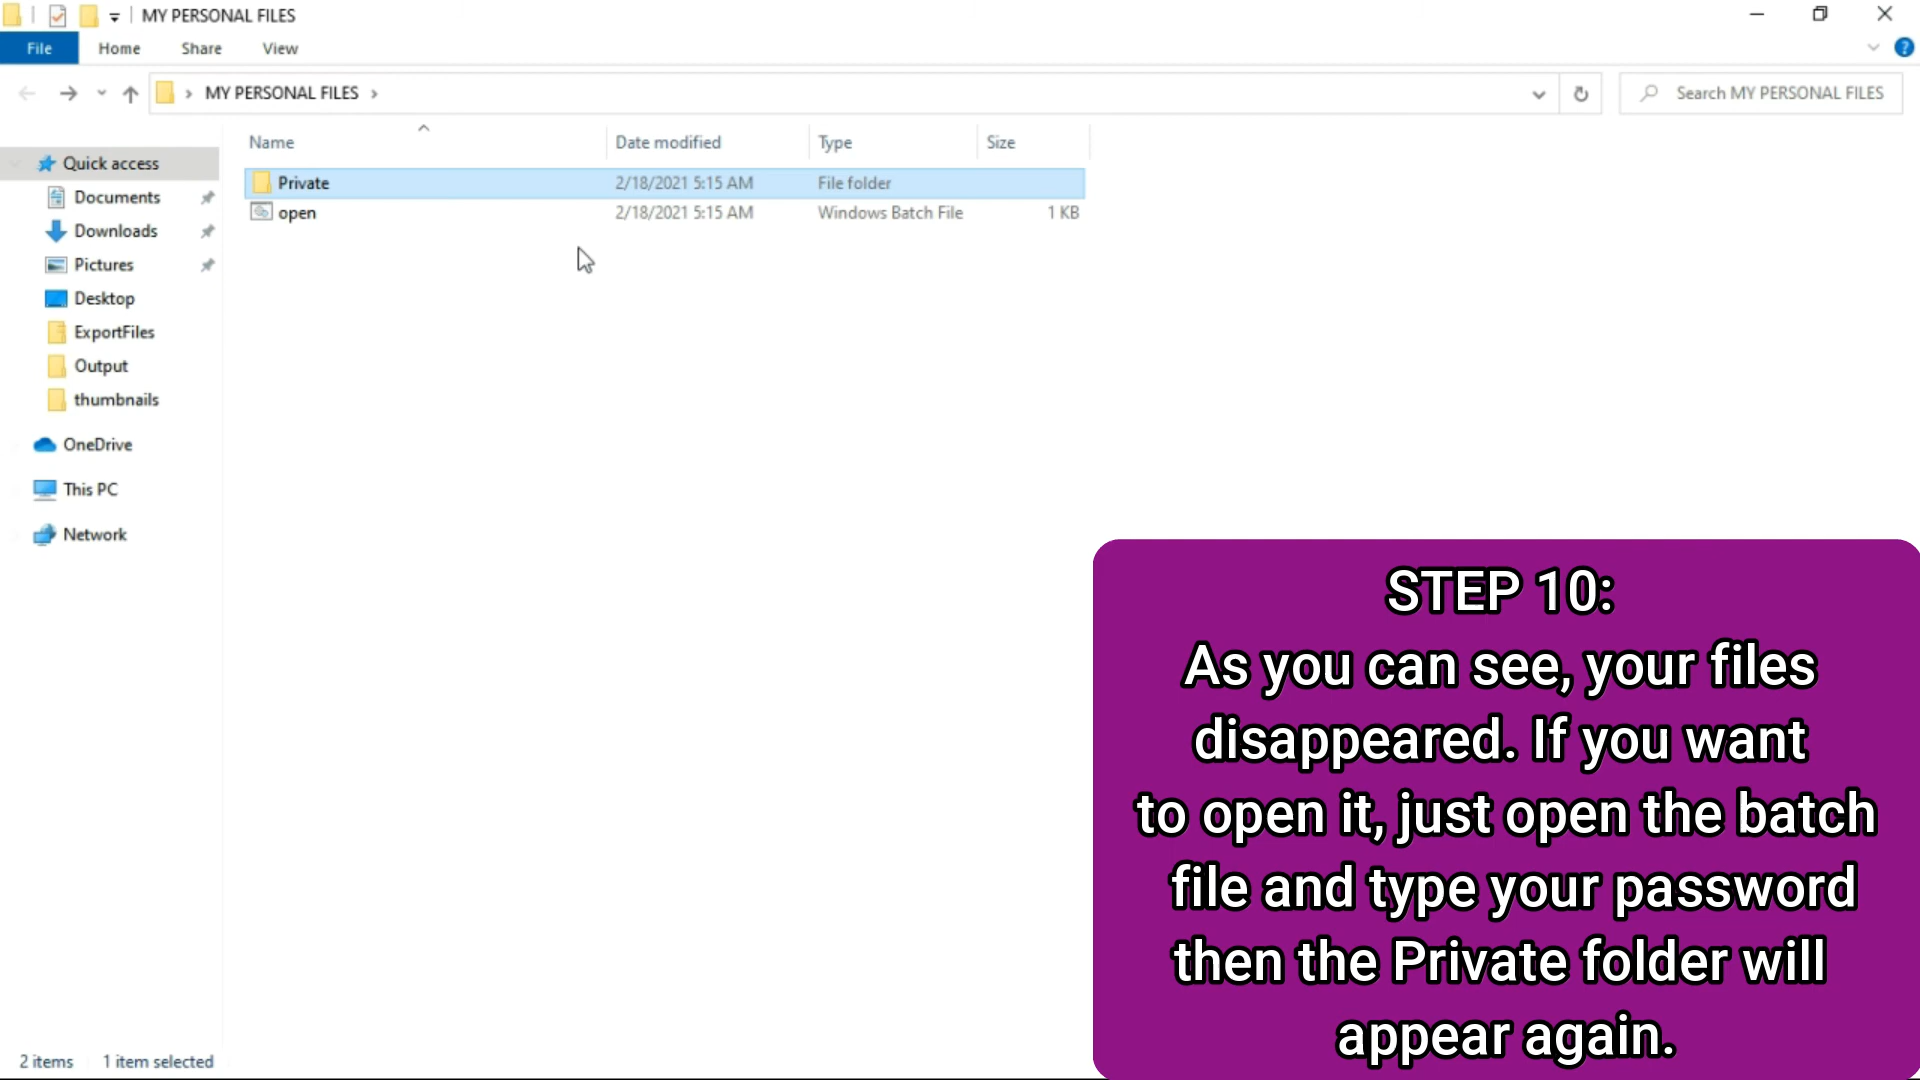 MY PERSONAL FILES
File Home Share View
MY PERSONAL FILES
Search MY PERSONAL FILES
Name Date modified Type Size
Quick access
Private 2/18/2021 5:15 AM File folder
Documents
open 2/18/2021 5:15 AM Windows Batch File 1 KB
Downloads
Pictures
Desktop
ExportFiles
Output
thumbnails
OneDrive
This PC
Network
STEP 10:
As you can see, your files
disappeared. If you want
to open it, just open the batch
file and type your password
then the Private folder will
appear again.
2 items 1 item selected